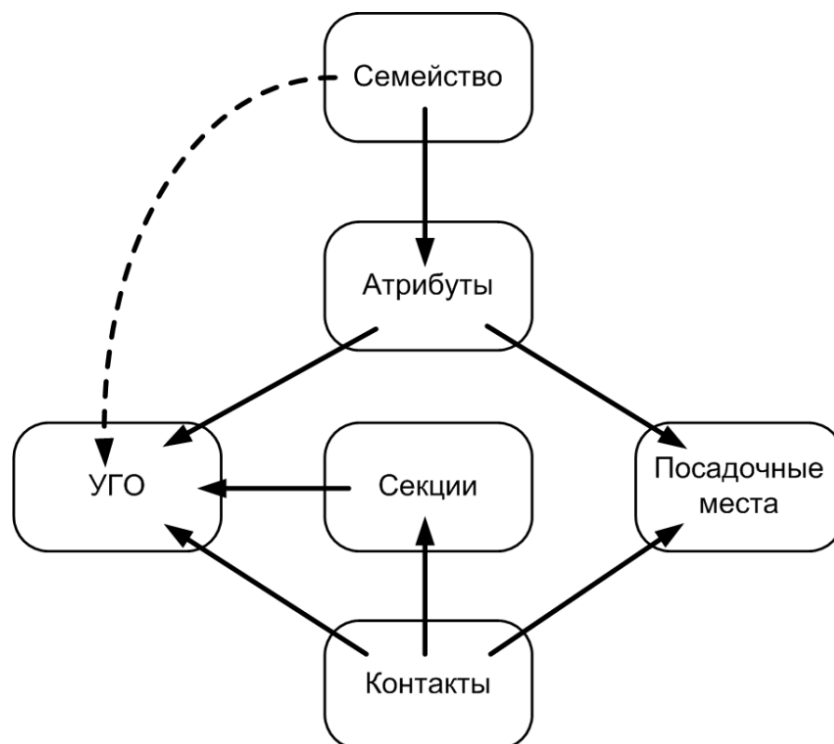 Семейство
Атрибуты
УГО
Секции
Посадочные
места
Контакты